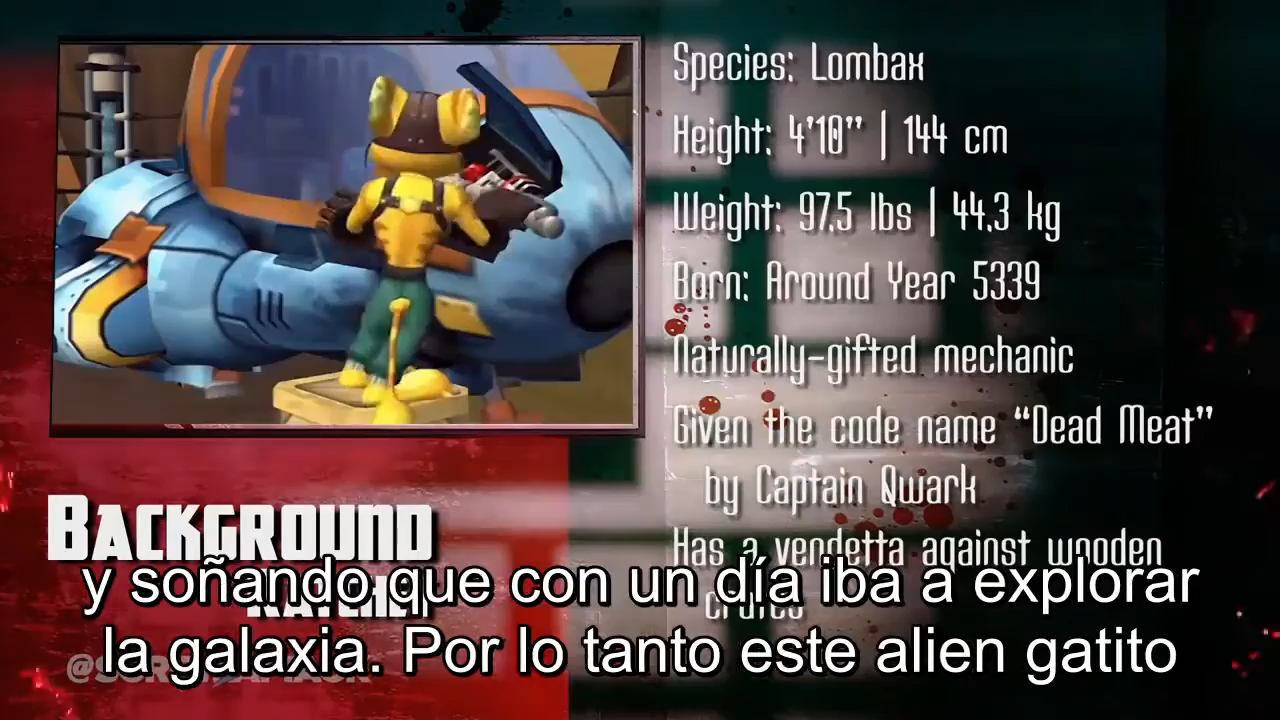 Species: Lombax
Height: 4'10" | 144 cm
Weight: 97.5 lbs | 44.3 kg
Born: Around Year 5339
Naturally-gifted mechanic
Given the code name “Dead Meat”
by Captain Qwark
Has a vendetta against wooden
crates
Background
Ratchet
y soñando que con un día iba a explorar
la galaxia. Por lo tanto este alien gatito